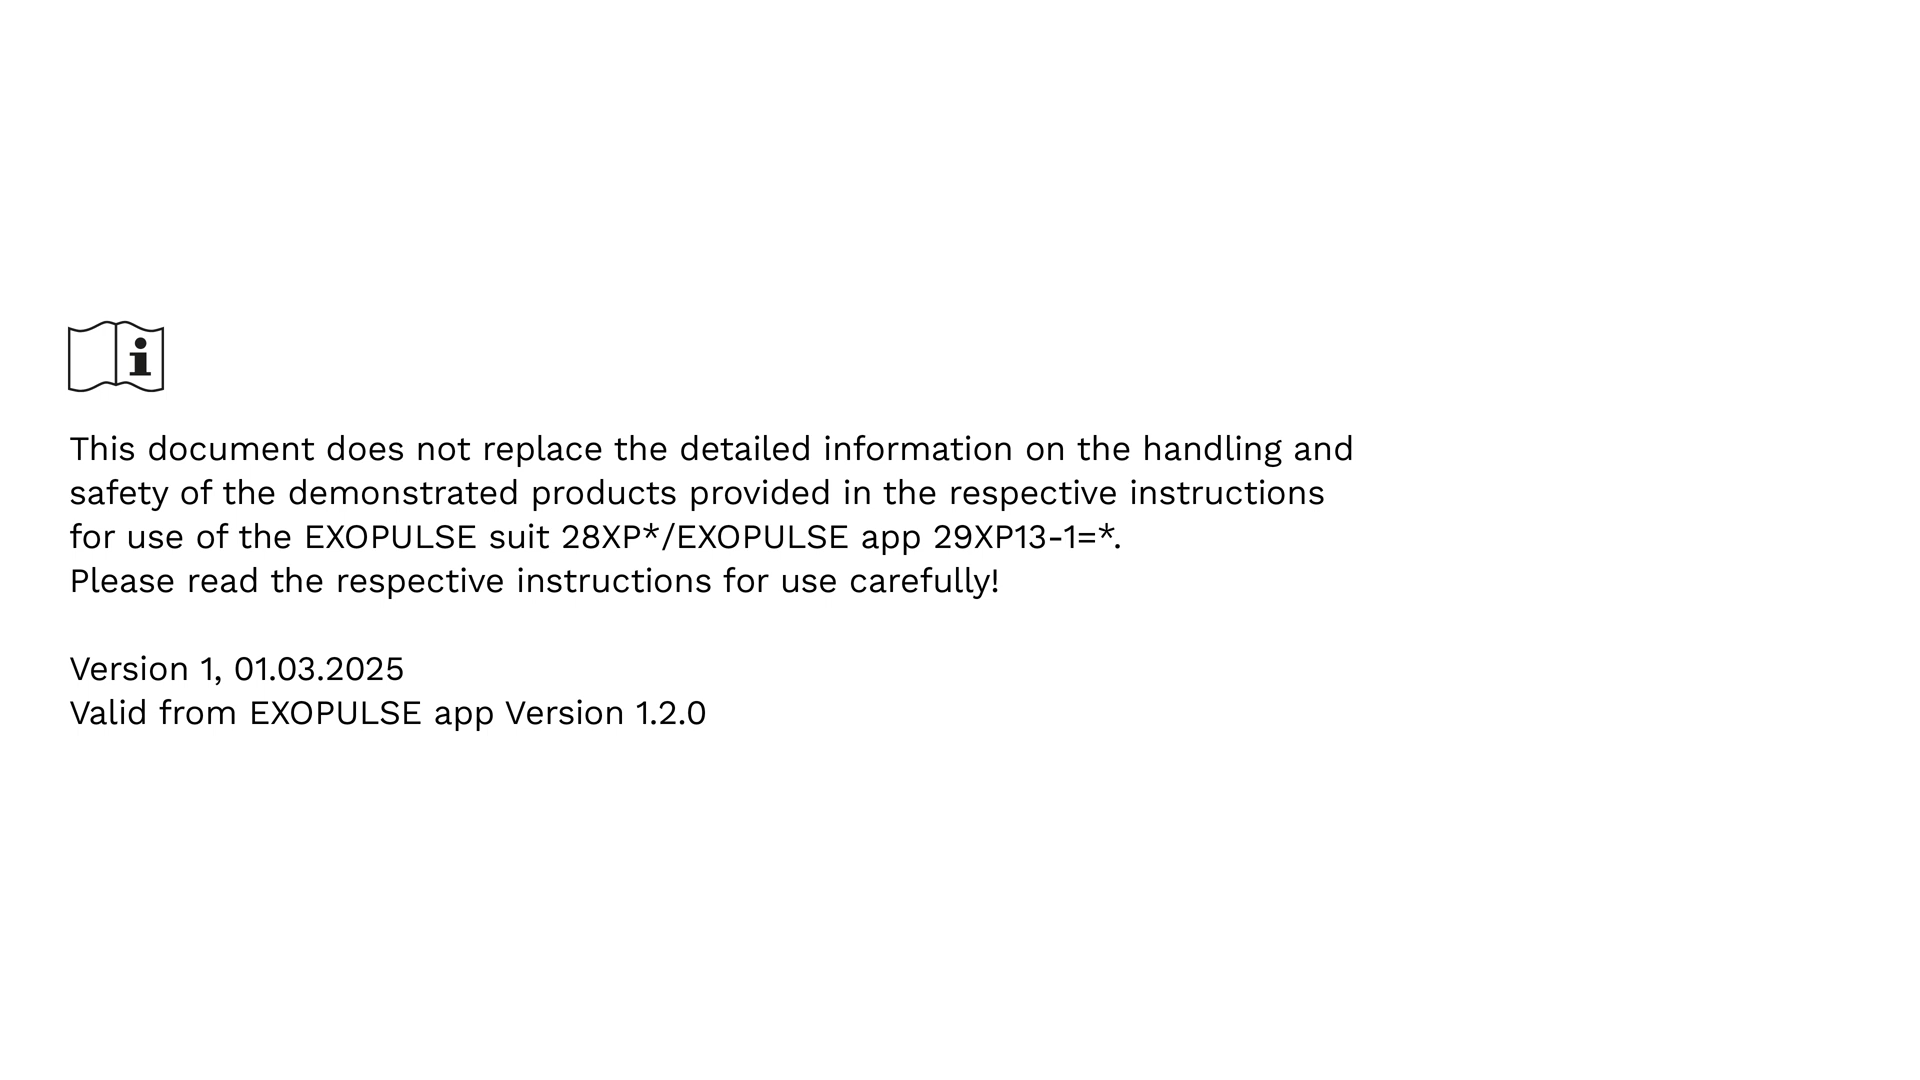 This document does not replace the detailed information on the handling and
safety of the demonstrated products provided in the respective instructions
for use of the EXOPULSE suit 28XP*/EXOPULSE app 29XP13-1=*.
Please read the respective instructions for use carefully!
Version 1, 01.03.2025
Valid from EXOPULSE app Version 1.2.0